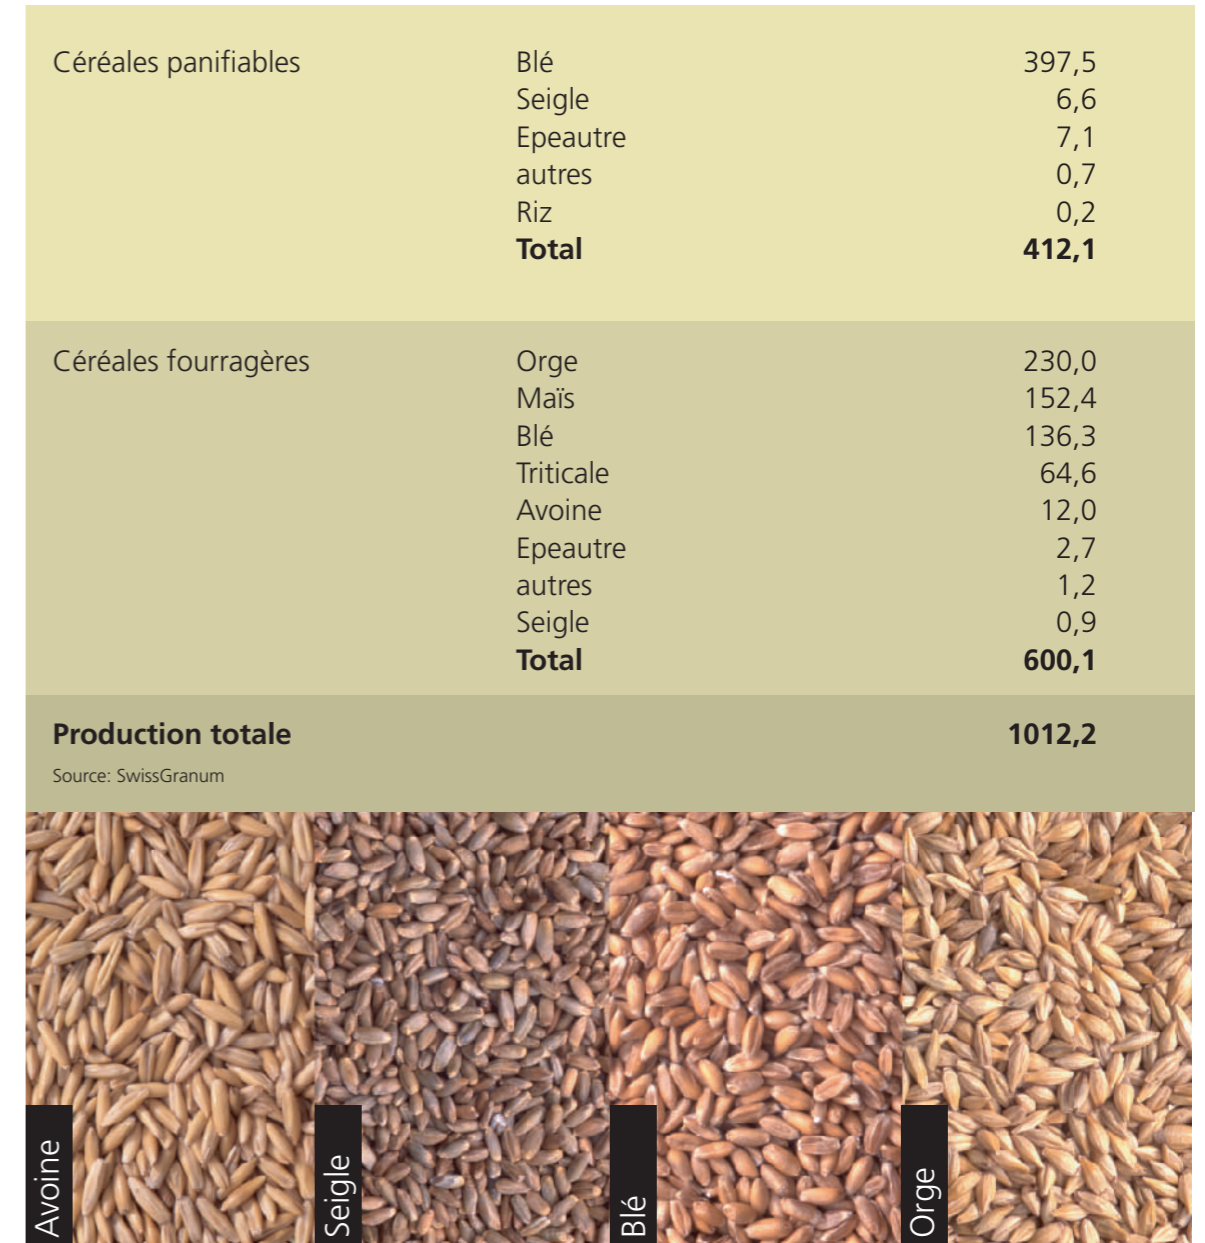 Céréales panifiables Blé 397,5
Seigle 6,6
Epeautre 7,1
autres 0,7
Riz 0,2
Total 412,1
Céréales fourragères Orge 230,0
Maïs 152,4
Blé 136,3
Triticale 64,6
Avoine 12,0
Epeautre 2,7
autres 1,2
Seigle 0,9
Total 600,1
Production totale 1012,2
Source: SwissGranum
Avoine
Seigle
Blé
Orge